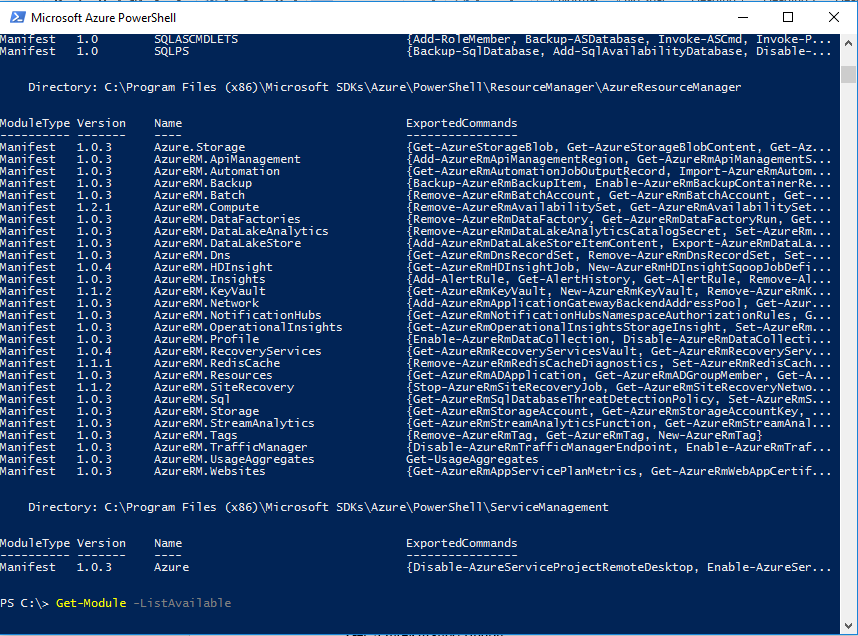 Microsoft Azure PowerShell
Manifest 1.0 SQLASCMDLETS {Add-RoleMember, Backup-ASDatabase, Invoke-ASCmd, Invoke-P...
Manifest 1.0 SQLPS {Backup-SqlDatabase, Add-SqlAvailabilityDatabase, Disable-...
Directory: C:\Program Files (x86)\Microsoft SDKs\Azure\PowerShell\ResourceManager\AzureResourceManager
ModuleType Version Name ExportedCommands
---------- ------- ---- ----------------
Manifest 1.0.3 Azure.Storage {Get-AzureStorageBlob, Get-AzureStorageBlobContent, Get-Az...
Manifest 1.0.3 AzureRM.ApiManagement {Add-AzureRmApiManagementRegion, Get-AzureRmApiManagementS...
Manifest 1.0.3 AzureRM.Automation {Get-AzureRmAutomationJobOutputRecord, Import-AzureRmAutom...
Manifest 1.0.3 AzureRM.Backup {Backup-AzureRmBackupItem, Enable-AzureRmBackupContainerRe...
Manifest 1.0.3 AzureRM.Batch {Remove-AzureRmBatchAccount, Get-AzureRmBatchAccount, Get-...
Manifest 1.2.1 AzureRM.Compute {Remove-AzureRmAvailabilitySet, Get-AzureRmAvailabilitySet...
Manifest 1.0.3 AzureRM.DataFactories {Remove-AzureRmDataFactory, Get-AzureRmDataFactoryRun, Get...
Manifest 1.0.3 AzureRM.DataLakeAnalytics {Remove-AzureRmDataLakeAnalyticsCatalogSecret, Set-AzureRm...
Manifest 1.0.3 AzureRM.DataLakeStore {Add-AzureRmDataLakeStoreItemContent, Export-AzureRmDataLa...
Manifest 1.0.3 AzureRM.Dns {Get-AzureRmDnsRecordSet, Remove-AzureRmDnsRecordSet, Set-...
Manifest 1.0.4 AzureRM.HDInsight {Get-AzureRmHDInsightJob, New-AzureRmHDInsightSqoopJobDefi...
Manifest 1.0.3 AzureRM.Insights {Add-AlertRule, Get-AlertHistory, Get-AlertRule, Remove-Al...
Manifest 1.1.2 AzureRM.KeyVault {Get-AzureRmKeyVault, New-AzureRmKeyVault, Remove-AzureRmK...
Manifest 1.0.3 AzureRM.Network {Add-AzureRmApplicationGatewayBackendAddressPool, Get-Azur...
Manifest 1.0.3 AzureRM.NotificationHubs {Get-AzureRmNotificationHubsNamespaceAuthorizationRules, G...
Manifest 1.0.3 AzureRM.OperationalInsights {Get-AzureRmOperationalInsightsStorageInsight, Set-AzureRm...
Manifest 1.0.3 AzureRM.Profile {Enable-AzureRmDataCollection, Disable-AzureRmDataCollecti...
Manifest 1.0.4 AzureRM.RecoveryServices {Get-AzureRmRecoveryServicesVault, Get-AzureRmRecoveryServ...
Manifest 1.1.1 AzureRM.RedisCache {Remove-AzureRmRedisCacheDiagnostics, Set-AzureRmRedisCach...
Manifest 1.0.3 AzureRM.Resources {Get-AzureRmADApplication, Get-AzureRmADGroupMember, Get-A...
Manifest 1.1.2 AzureRM.SiteRecovery {Stop-AzureRmSiteRecoveryJob, Get-AzureRmSiteRecoveryNetwo...
Manifest 1.0.3 AzureRM.Sql {Get-AzureRmSqlDatabaseThreatDetectionPolicy, Set-AzureRmS...
Manifest 1.0.3 AzureRM.Storage {Get-AzureRmStorageAccount, Get-AzureRmStorageAccountKey, ...
Manifest 1.0.3 AzureRM.StreamAnalytics {Get-AzureRmStreamAnalyticsFunction, Get-AzureRmStreamAnal...
Manifest 1.0.3 AzureRM.Tags {Remove-AzureRmTag, Get-AzureRmTag, New-AzureRmTag}
Manifest 1.0.3 AzureRM.TrafficManager {Disable-AzureRmTrafficManagerEndpoint, Enable-AzureRmTraf...
Manifest 1.0.3 AzureRM.UsageAggregates Get-UsageAggregates
Manifest 1.0.3 AzureRM.Websites {Get-AzureRmAppServicePlanMetrics, Get-AzureRmWebAppCertif...
Directory: C:\Program Files (x86)\Microsoft SDKs\Azure\PowerShell\ServiceManagement
ModuleType Version Name ExportedCommands
---------- ------- ---- ----------------
Manifest 1.0.3 Azure {Disable-AzureServiceProjectRemoteDesktop, Enable-AzureSer...
PS C:\> Get-Module -ListAvailable